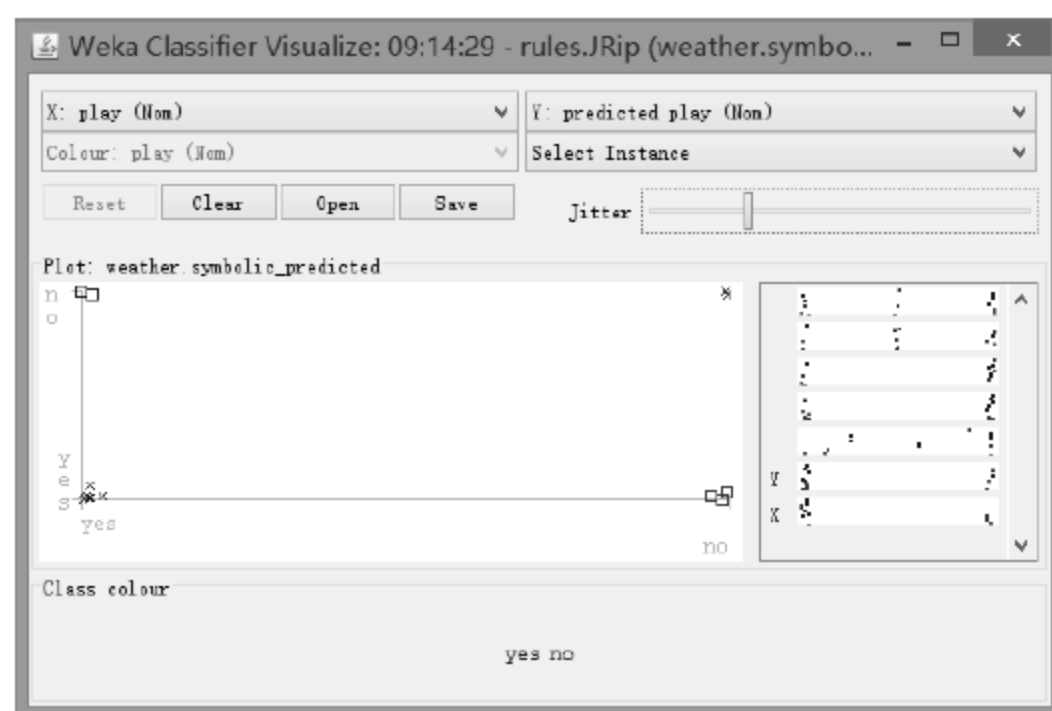 Weka Classifier Visualize: 09:14:29 - rules.JRip (weather.symbo...
X: play (Nom)
Y: predicted play (Nom)
Colour: play (Nom)
Select Instance
Reset
Clear
Open
Save
Jitter
Plot: weather.symbolic_predicted
no
yes
yes
no
Y
X
Class colour
yes no